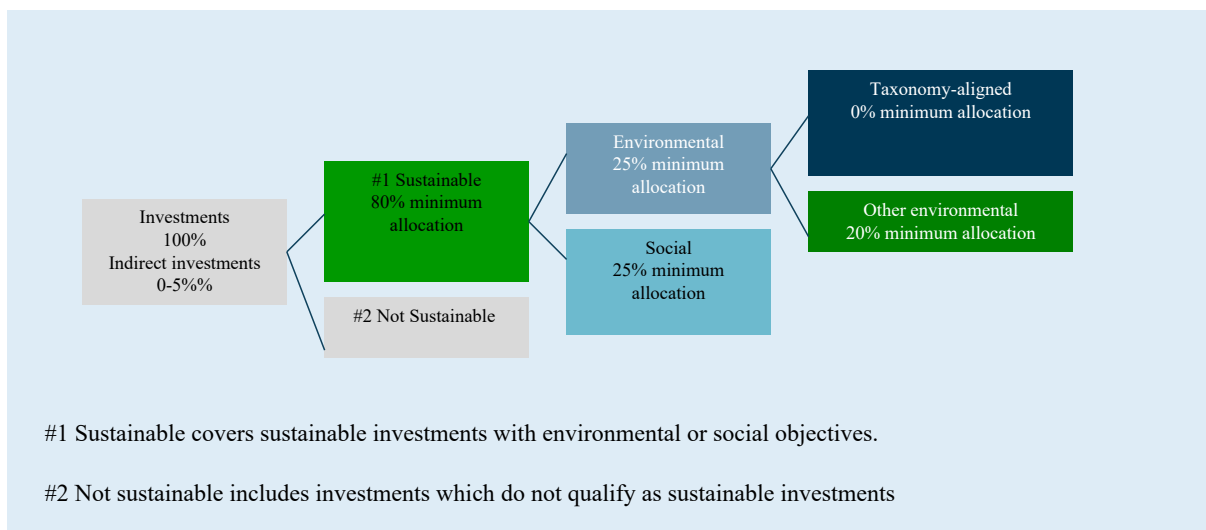 Investments
100%
Indirect investments
0-5%%
#1 Sustainable
80% minimum
allocation
#2 Not Sustainable
Environmental
25% minimum
allocation
Social
25% minimum
allocation
Taxonomy-aligned
0% minimum allocation
Other environmental
20% minimum allocation
#1 Sustainable covers sustainable investments with environmental or social objectives.
#2 Not sustainable includes investments which do not qualify as sustainable investments